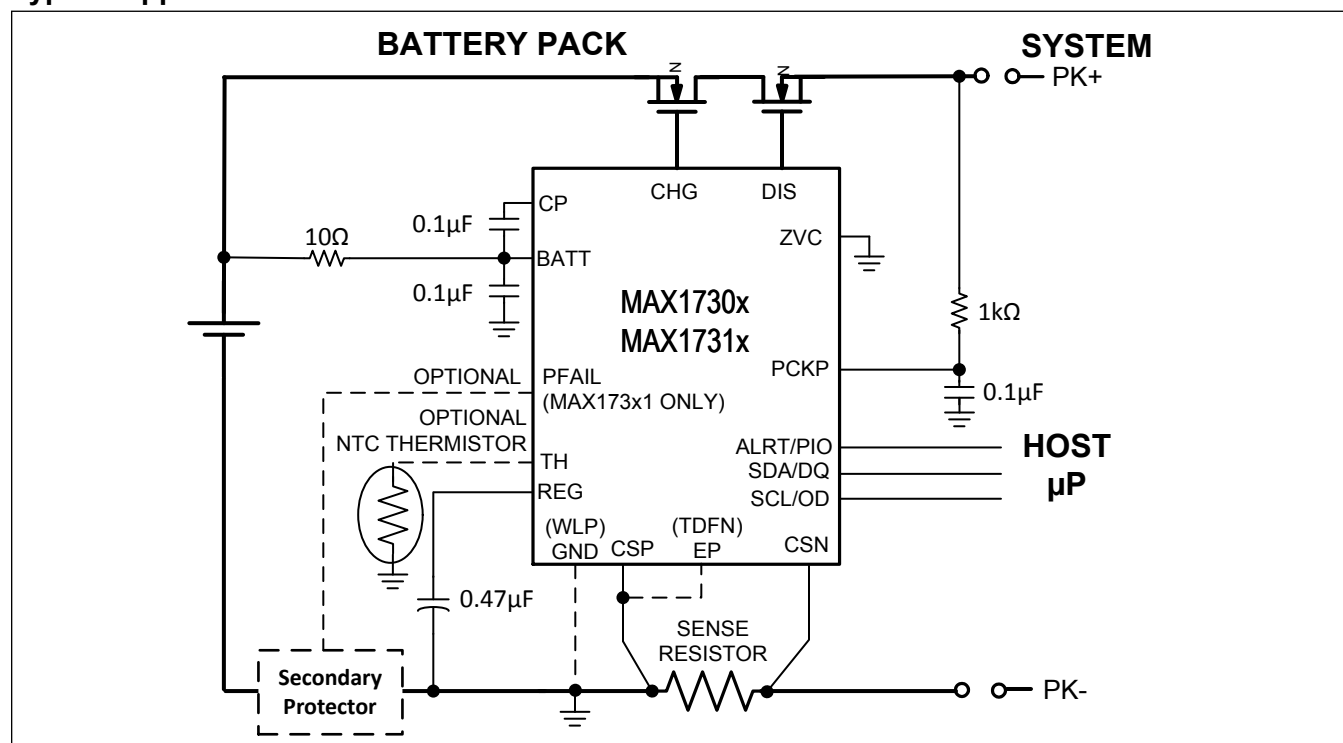 BATTERY PACK
SYSTEM
N
N
PK+
CHG
DIS
CP
0.1µF
ZVC
10Ω
BATT
0.1µF
MAX1730x
MAX1731x
1kΩ
PCKP
0.1µF
OPTIONAL
PFAIL
(MAX173x1 ONLY)
OPTIONAL
NTC THERMISTOR
TH
ALRT/PIO
HOST
SDA/DQ
µP
REG
SCL/OD
(WLP)
GND
CSP
(TDFN)
EP
CSN
0.47µF
SENSE
RESISTOR
Secondary
Protector
PK-